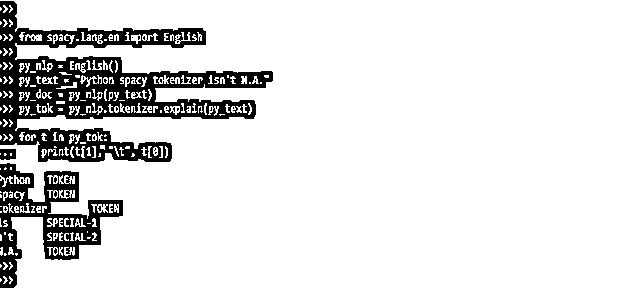 >>>
>>>
>>> from spacy.lang.en import English
>>>
>>> py_nlp = English()
>>> py_text = "Python spacy tokenizer isn't N.A."
>>> py_doc = py_nlp(py_text)
>>> py_tok = py_nlp.tokenizer.explain(py_text)
>>>
>>> for t in py_tok:
...     print(t[1], "\t", t[0])
...
Python   TOKEN
spacy    TOKEN
tokenizer        TOKEN
is       SPECIAL-1
n't      SPECIAL-2
N.A.     TOKEN
>>>
>>>